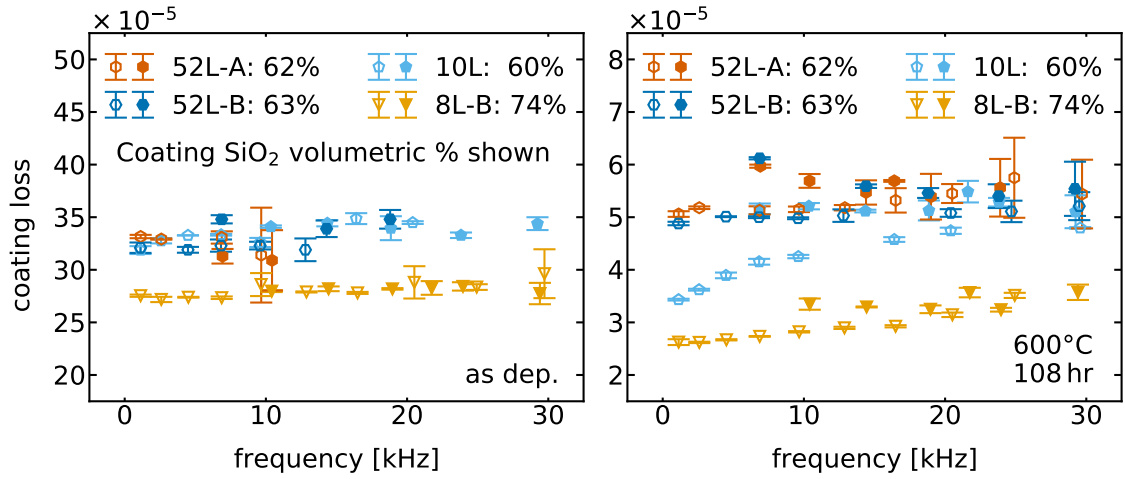 × 10⁻⁵
50
45
40
35
30
25
20
coating loss
52L-A: 62%
10L: 60%
52L-B: 63%
8L-B: 74%
Coating SiO₂ volumetric % shown
as dep.
0 10 20 30
frequency [kHz]
×10⁻⁵
8
7
6
5
4
3
2
52L-A: 62%
10L: 60%
52L-B: 63%
8L-B: 74%
600°C
108 hr
0 10 20 30
frequency [kHz]